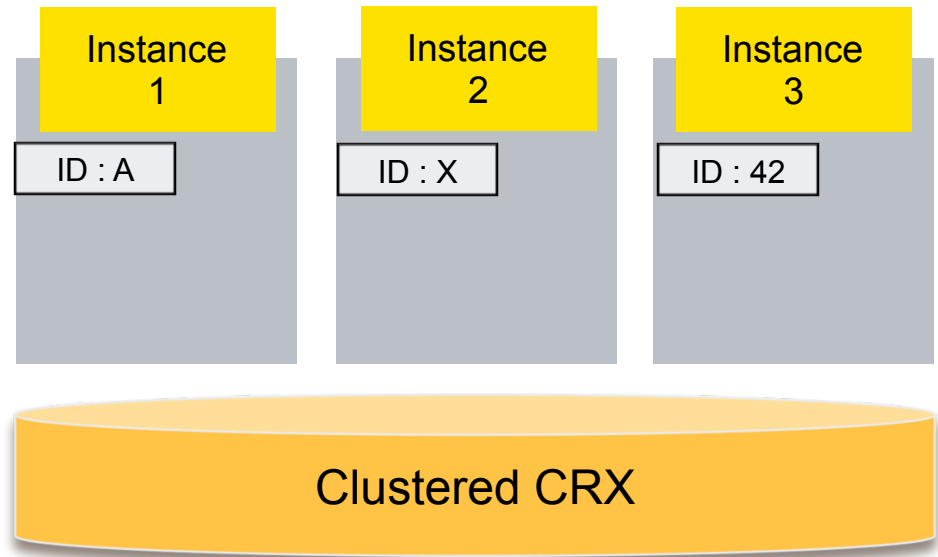 Instance
1
Instance
2
Instance
3
ID : A
ID : X
ID : 42
Clustered CRX